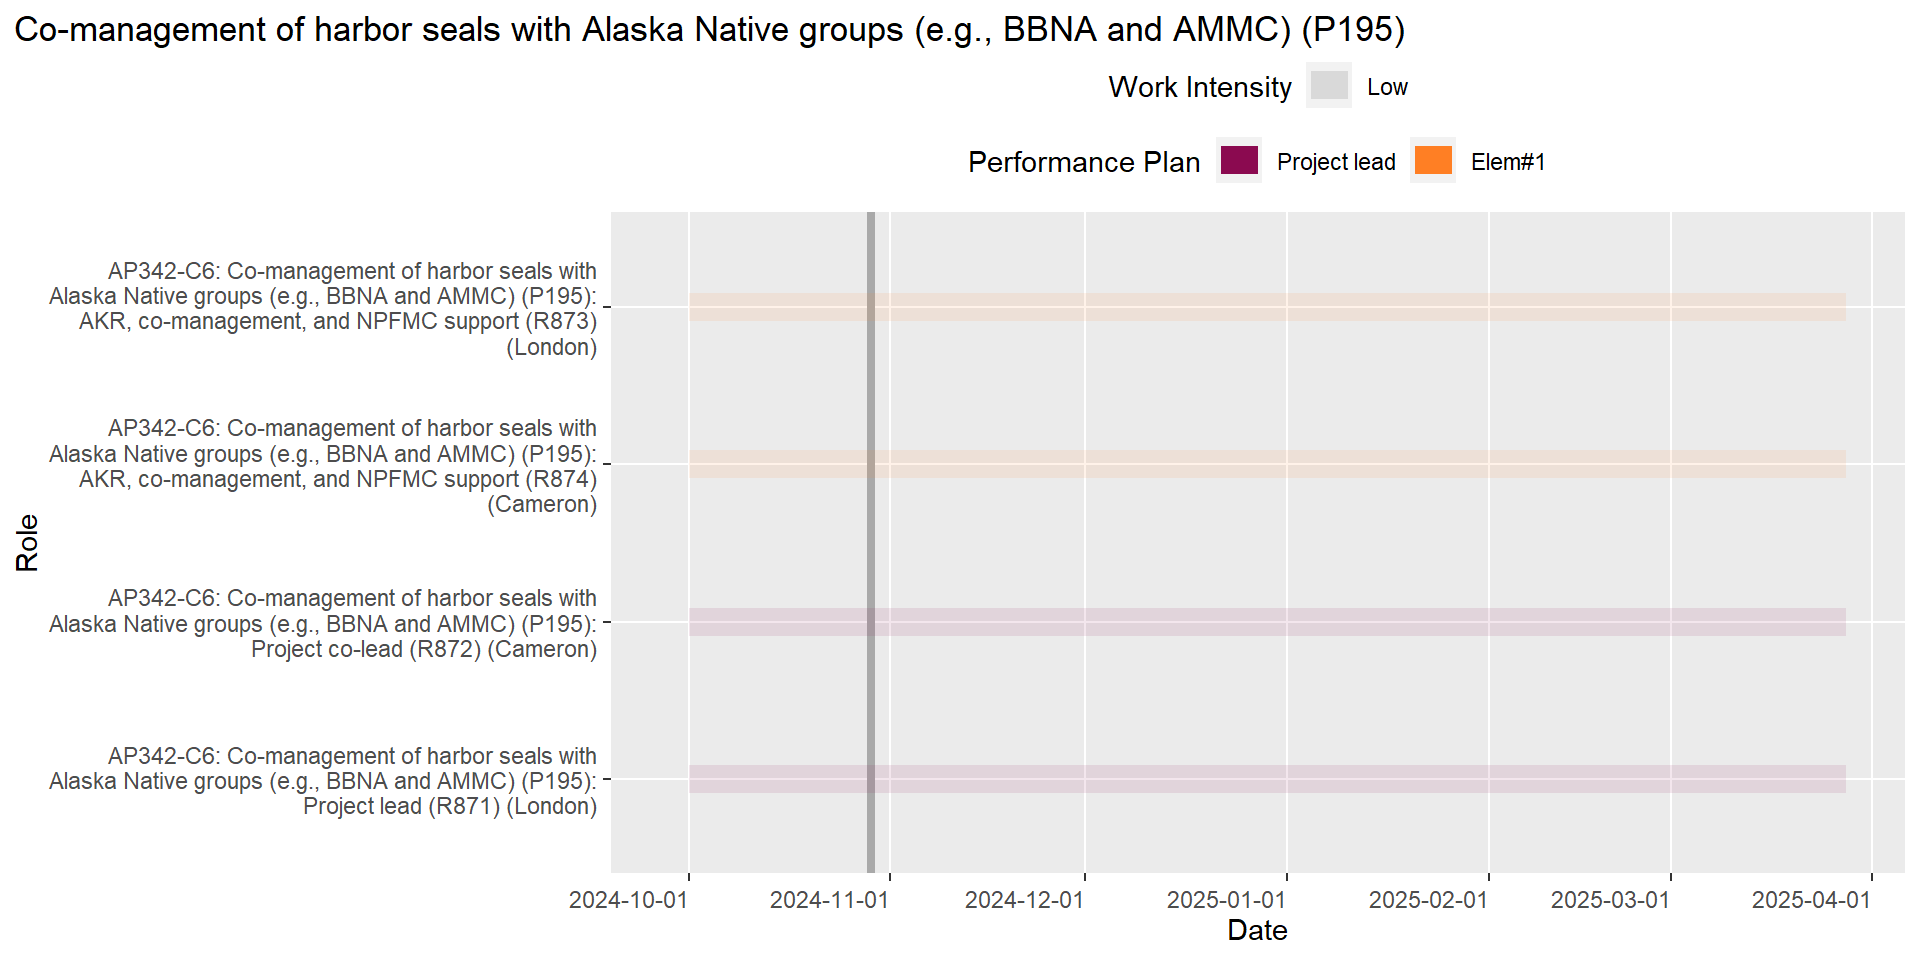 Co-management of harbor seals with Alaska Native groups (e.g., BBNA and AMMC) (P195)
Work Intensity Low
Performance Plan Project lead Elem#1
AP342-C6: Co-management of harbor seals with
Alaska Native groups (e.g., BBNA and AMMC) (P195):
AKR, co-management, and NPFMC support (R873)
(London)
AP342-C6: Co-management of harbor seals with
Alaska Native groups (e.g., BBNA and AMMC) (P195):
AKR, co-management, and NPFMC support (R874)
(Cameron)
Role
AP342-C6: Co-management of harbor seals with
Alaska Native groups (e.g., BBNA and AMMC) (P195):
Project co-lead (R872) (Cameron)
AP342-C6: Co-management of harbor seals with
Alaska Native groups (e.g., BBNA and AMMC) (P195):
Project lead (R871) (London)
2024-10-01 2024-11-01 2024-12-01 2025-01-01 2025-02-01 2025-03-01 2025-04-01
Date